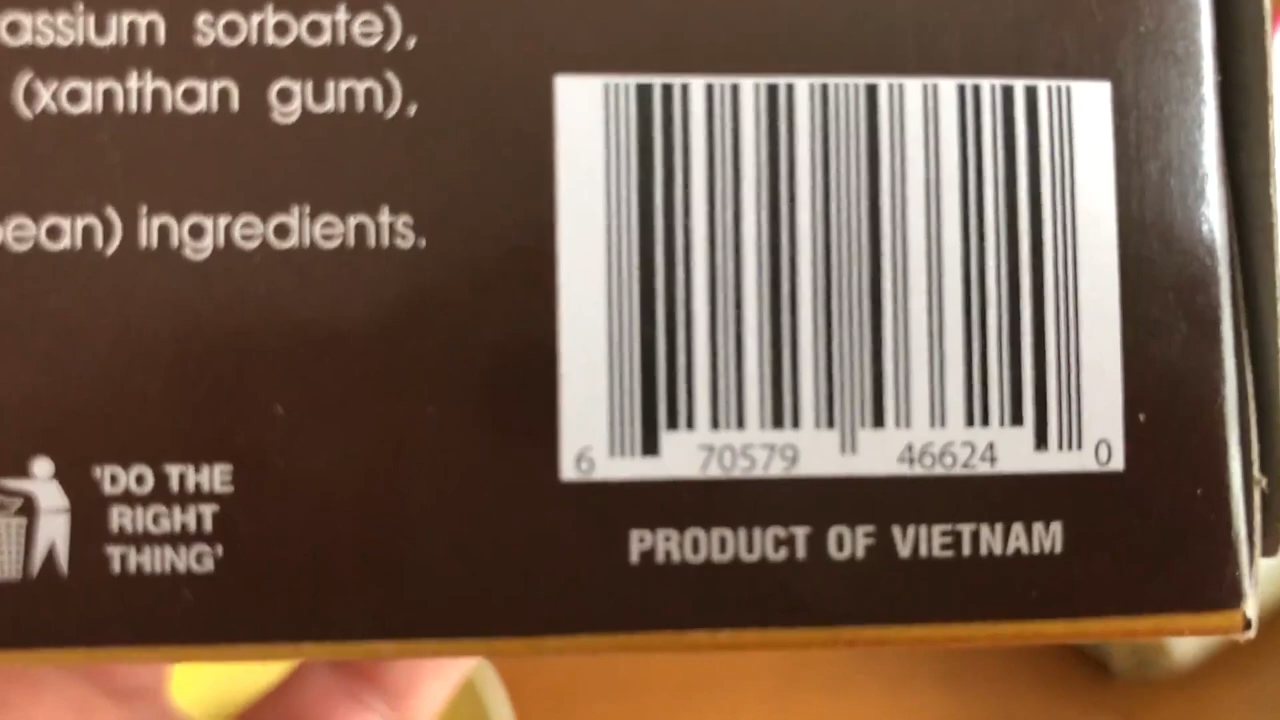 assium sorbate),
(xanthan gum),
ean) ingredients.
'DO THE
RIGHT
THING'
6 70579 46624 0
PRODUCT OF VIETNAM